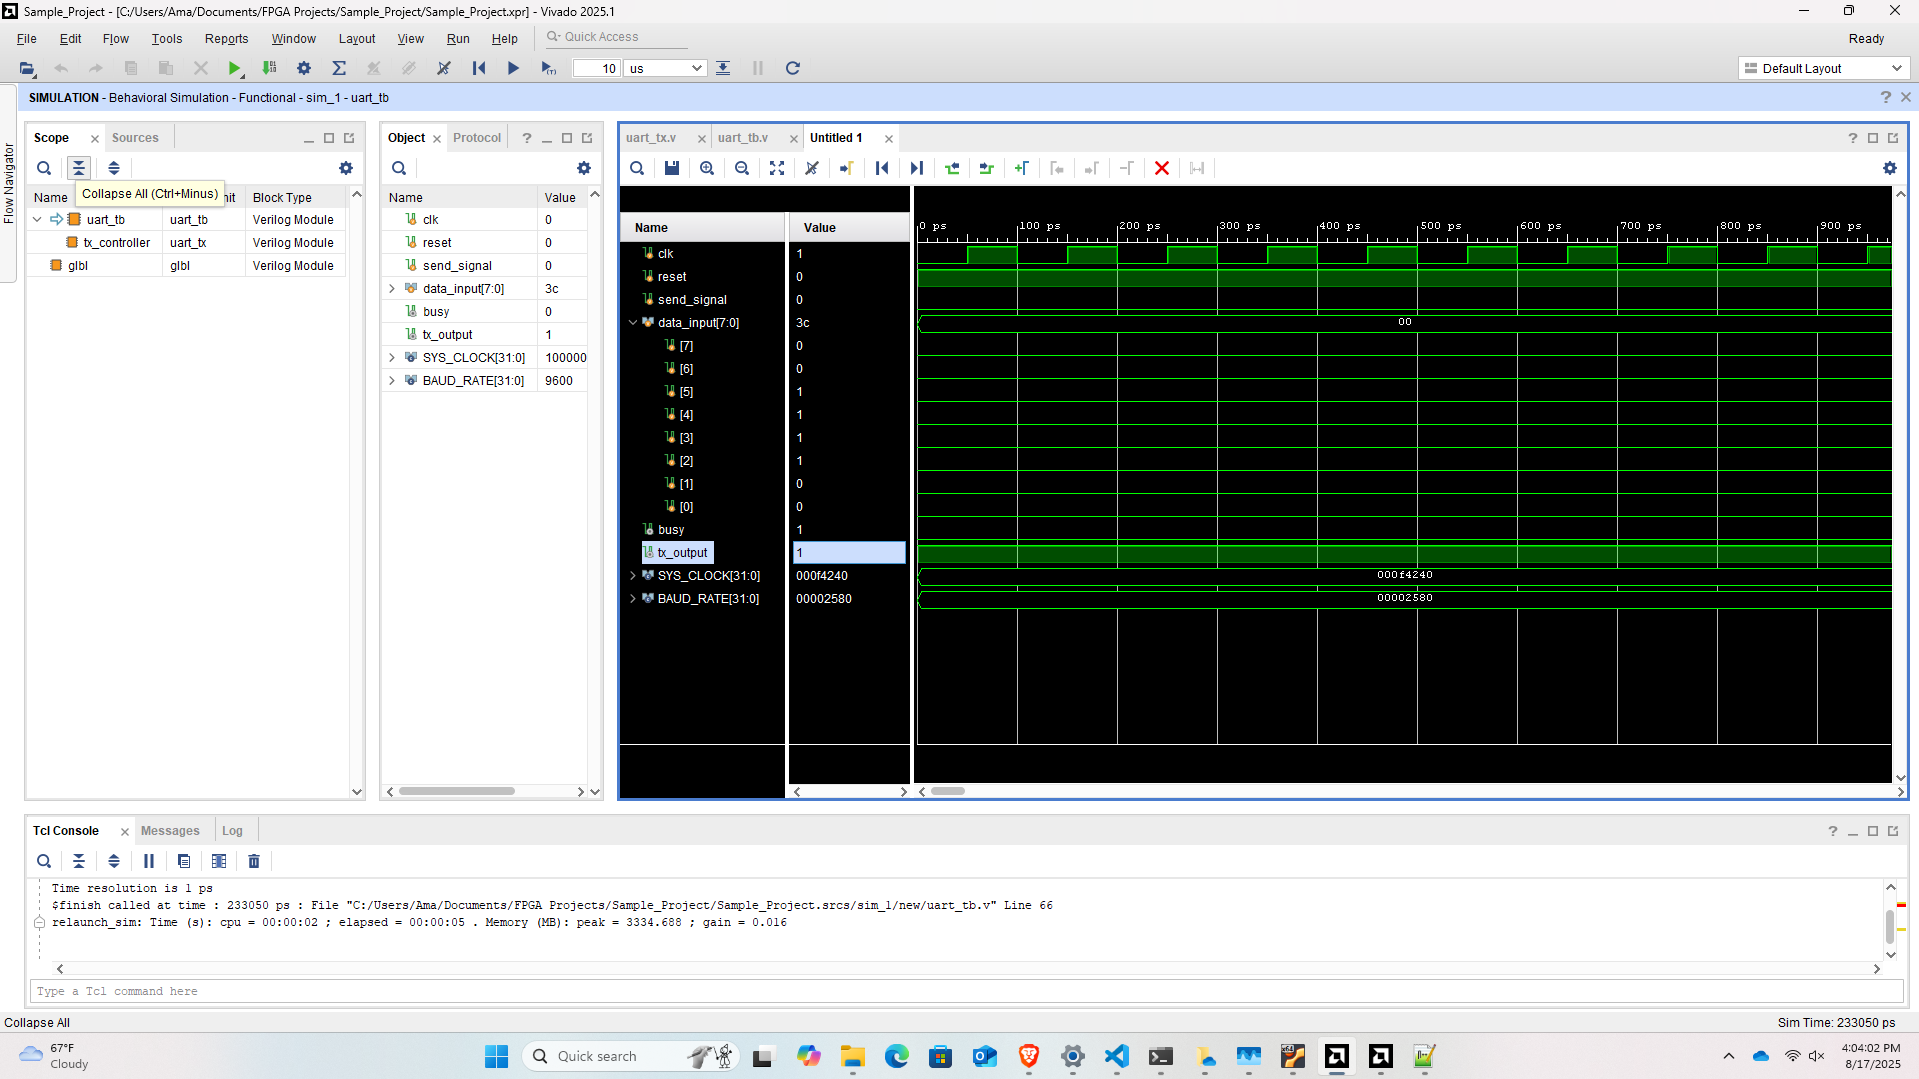 Sample_Project - [C:/Users/Ama/Documents/FPGA Projects/Sample_Project/Sample_Project.xpr] - Vivado 2025.1
File Edit Flow Tools Reports Window Layout View Run Help Quick Access Ready
10 us Default Layout
SIMULATION - Behavioral Simulation - Functional - sim_1 - uart_tb
Flow Navigator
Scope Sources
Collapse All (Ctrl+Minus)
Name it Block Type
uart_tb uart_tb Verilog Module
tx_controller uart_tx Verilog Module
glbl glbl Verilog Module
Object Protocol
Name Value
clk 0
reset 0
send_signal 0
data_input[7:0] 3c
busy 0
tx_output 1
SYS_CLOCK[31:0] 100000
BAUD_RATE[31:0] 9600
uart_tx.v uart_tb.v Untitled 1
Name Value
0 ps 100 ps 200 ps 300 ps 400 ps 500 ps 600 ps 700 ps 800 ps 900 ps
clk 1
reset 0
send_signal 0
data_input[7:0] 3c 00
[7] 0
[6] 0
[5] 1
[4] 1
[3] 1
[2] 1
[1] 0
[0] 0
busy 1
tx_output 1
SYS_CLOCK[31:0] 000f4240 000f4240
BAUD_RATE[31:0] 00002580 00002580
Tcl Console Messages Log
Time resolution is 1 ps
$finish called at time : 233050 ps : File "C:/Users/Ama/Documents/FPGA Projects/Sample_Project/Sample_Project.srcs/sim_1/new/uart_tb.v" Line 66
relaunch_sim: Time (s): cpu = 00:00:02 ; elapsed = 00:00:05 . Memory (MB): peak = 3334.688 ; gain = 0.016
Type a Tcl command here
Collapse All Sim Time: 233050 ps
67°F
Cloudy
Quick search
4:04:02 PM
8/17/2025